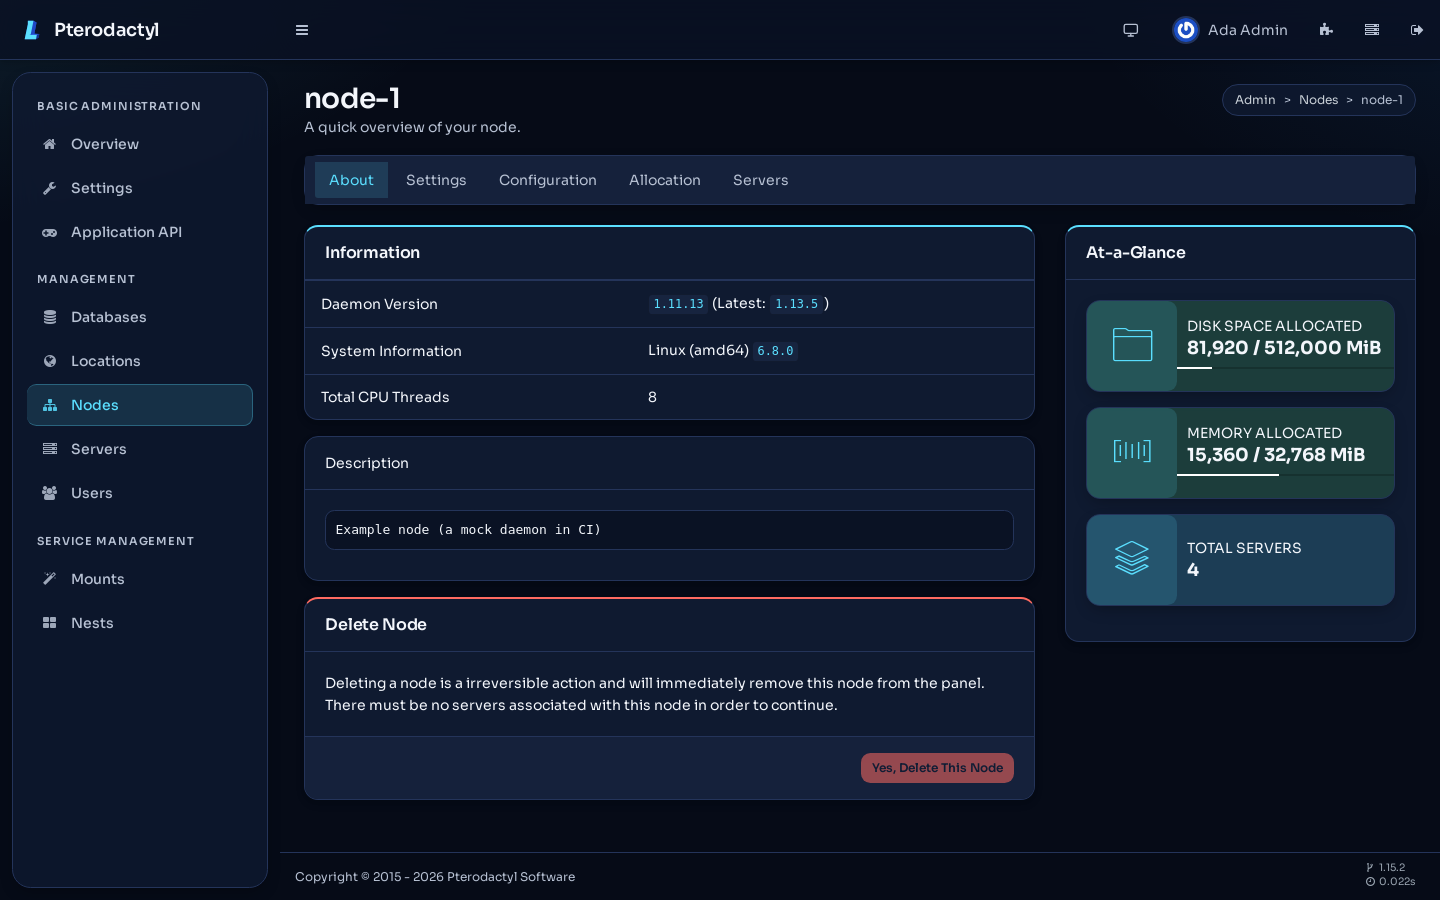 Pterodactyl
Ada Admin
BASIC ADMINISTRATION
Overview
Settings
Application API
MANAGEMENT
Databases
Locations
Nodes
Servers
Users
SERVICE MANAGEMENT
Mounts
Nests
node-1
A quick overview of your node.
Admin > Nodes > node-1
About Settings Configuration Allocation Servers
Information
Daemon Version 1.11.13 (Latest: 1.13.5 )
System Information Linux (amd64) 6.8.0
Total CPU Threads 8
Description
Example node (a mock daemon in CI)
Delete Node
Deleting a node is a irreversible action and will immediately remove this node from the panel.
There must be no servers associated with this node in order to continue.
Yes, Delete This Node
At-a-Glance
DISK SPACE ALLOCATED
81,920 / 512,000 MiB
MEMORY ALLOCATED
15,360 / 32,768 MiB
TOTAL SERVERS
4
Copyright © 2015 - 2026 Pterodactyl Software
1.15.2
0.022s